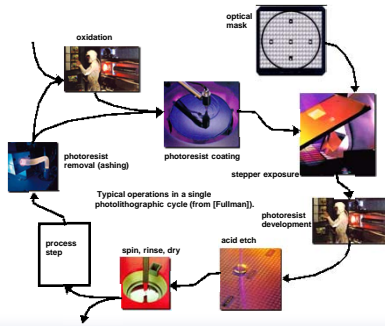 optical
mask
oxidation
photoresist coating
stepper exposure
photoresist
removal (ashing)
Typical operations in a single
photolithographic cycle (from [Fullman]).
photoresist
development
acid etch
spin, rinse, dry
process
step